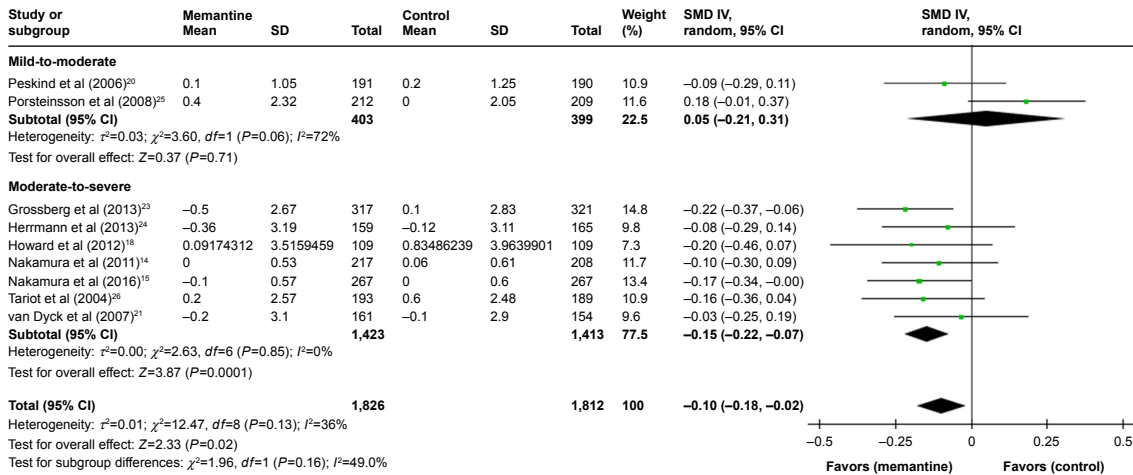 Study or subgroup Memantine Mean SD Total Control Mean SD Total Weight (%) SMD IV, random, 95% CI SMD IV, random, 95% CI
Mild-to-moderate
Peskind et al (2006)²⁰ 0.1 1.05 191 0.2 1.25 190 10.9 -0.09 (-0.29, 0.11)
Porsteinsson et al (2008)²⁵ 0.4 2.32 212 0 2.05 209 11.6 0.18 (-0.01, 0.37)
Subtotal (95% CI) 403 399 22.5 0.05 (-0.21, 0.31)
Heterogeneity: τ²=0.03; χ²=3.60, df=1 (P=0.06); I²=72%
Test for overall effect: Z=0.37 (P=0.71)
Moderate-to-severe
Grossberg et al (2013)²³ –0.5 2.67 317 0.1 2.83 321 14.8 –0.22 (–0.37, –0.06)
Herrmann et al (2013)²⁴ –0.36 3.19 159 –0.12 3.11 165 9.8 –0.08 (–0.29, 0.14)
Howard et al (2012)¹⁸ 0.09174312 3.5159459 109 0.83486239 3.9639901 109 7.3 –0.20 (–0.46, 0.07)
Nakamura et al (2011)¹⁴ 0 0.53 217 0.06 0.61 208 11.7 –0.10 (–0.30, 0.09)
Nakamura et al (2016)¹⁵ –0.1 0.57 267 0 0.6 267 13.4 –0.17 (–0.34, –0.00)
Tariot et al (2004)²⁶ 0.2 2.57 193 0.6 2.48 189 10.9 –0.16 (–0.36, 0.04)
van Dyck et al (2007)²¹ –0.2 3.1 161 –0.1 2.9 154 9.6 –0.03 (–0.25, 0.19)
Subtotal (95% CI) 1,423 1,413 77.5 –0.15 (–0.22, –0.07)
Heterogeneity: τ²=0.00; χ²=2.63, df=6 (P=0.85); I²=0%
Test for overall effect: Z=3.87 (P=0.0001)
Total (95% CI) 1,826 1,812 100 –0.10 (–0.18, –0.02)
Heterogeneity: τ²=0.01; χ²=12.47, df=8 (P=0.13); I²=36%
Test for overall effect: Z=2.33 (P=0.02)
Test for subgroup differences: χ²=1.96, df=1 (P=0.16); I²=49.0%
–0.5 –0.25 0 0.25 0.5
Favors (memantine) Favors (control)